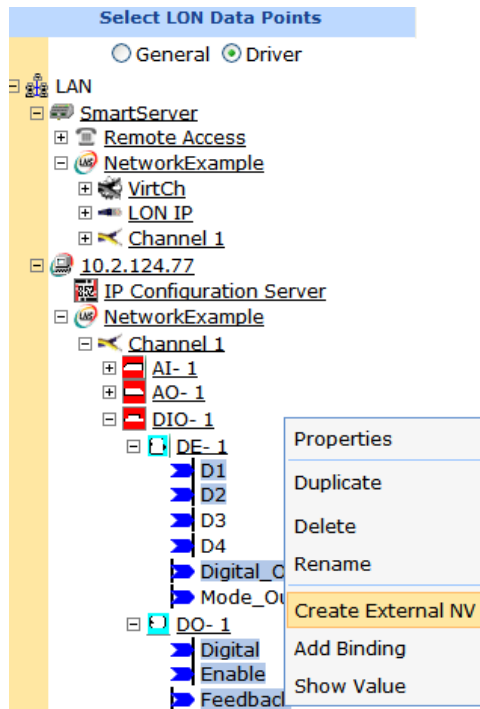 Select LON Data Points
General Driver
LAN
SmartServer
Remote Access
NetworkExample
VirtCh
LON IP
Channel 1
10.2.124.77
IP Configuration Server
NetworkExample
Channel 1
AI- 1
AO- 1
DIO- 1
DE- 1
D1
D2
D3
D4
Digital_O
Mode_Ou
DO- 1
Digital
Enable
Feedback
Properties
Duplicate
Delete
Rename
Create External NV
Add Binding
Show Value